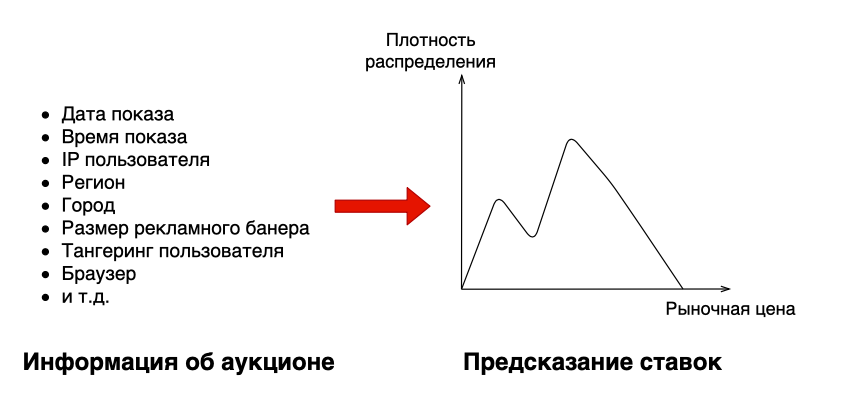 Плотность
распределения
• Дата показа
• Время показа
• IP пользователя
• Регион
• Город
• Размер рекламного банера
• Тангеринг пользователя
• Браузер
• и т.д.
Рыночная цена
Информация об аукционе
Предсказание ставок